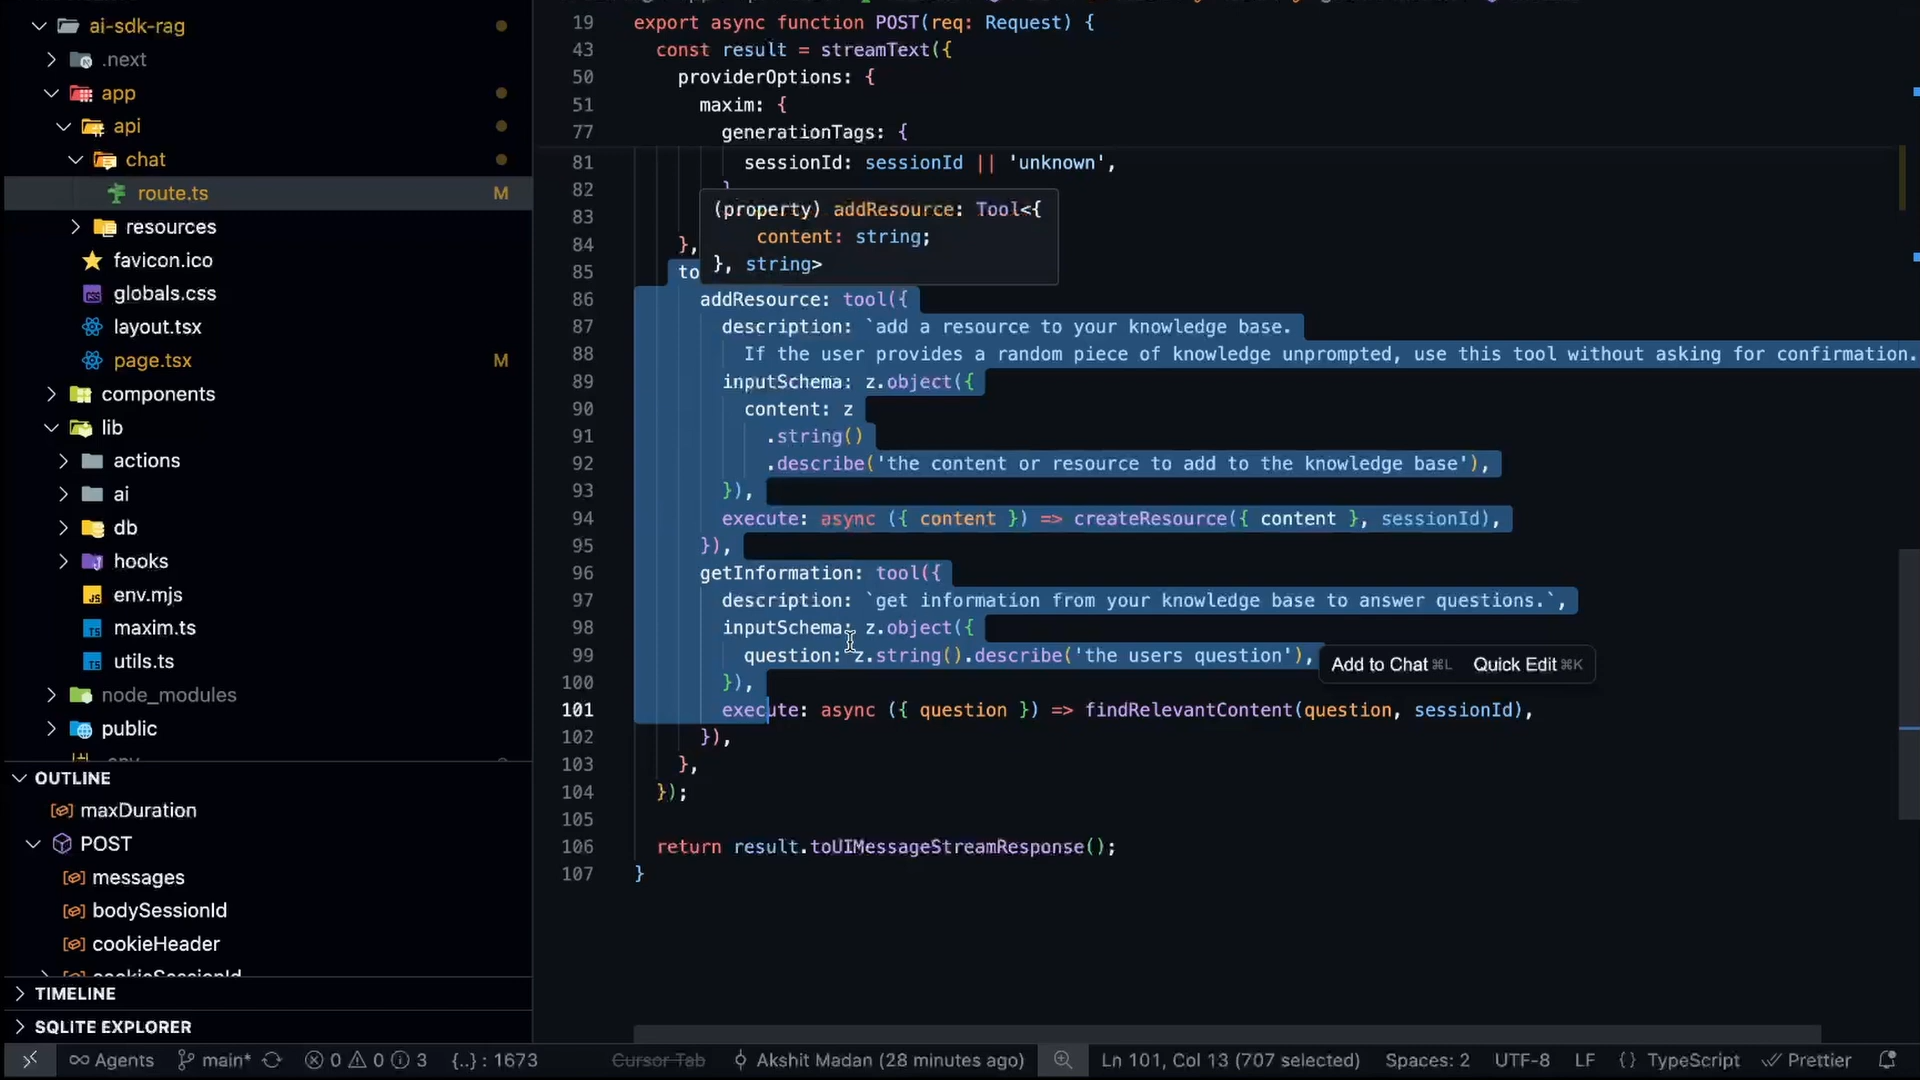 ai-sdk-rag
.next
app
api
chat
route.ts M
resources
favicon.ico
globals.css
layout.tsx
page.tsx M
components
lib
actions
ai
db
hooks
env.mjs
maxim.ts
utils.ts
node_modules
public
OUTLINE
maxDuration
POST
messages
bodySessionId
cookieHeader
cookieSessionId
TIMELINE
SQLITE EXPLORER
19 export async function POST(req: Request) {
43 const result = streamText({
50 providerOptions: {
51 maxim: {
77 generationTags: {
81 sessionId: sessionId || 'unknown',
82 }
83
84 },
(property) addResource: Tool<{
content: string;
}, string>
85 to
86 addResource: tool({
87 description: `add a resource to your knowledge base.
88 If the user provides a random piece of knowledge unprompted, use this tool without asking for confirmation.
89 inputSchema: z.object({
90 content: z
91 .string()
92 .describe('the content or resource to add to the knowledge base'),
93 }),
94 execute: async ({ content }) => createResource({ content }, sessionId),
95 }),
96 getInformation: tool({
97 description: `get information from your knowledge base to answer questions.`,
98 inputSchema: z.object({
99 question: z.string().describe('the users question'),
Add to Chat ⌘L Quick Edit ⌘K
100 }),
101 execute: async ({ question }) => findRelevantContent(question, sessionId),
102 }),
103 },
104 });
105
106 return result.toUIMessageStreamResponse();
107 }
Agents main* 0 0 3 {..} : 1673 Cursor Tab Akshit Madan (28 minutes ago) Ln 101, Col 13 (707 selected) Spaces: 2 UTF-8 LF {} TypeScript Prettier